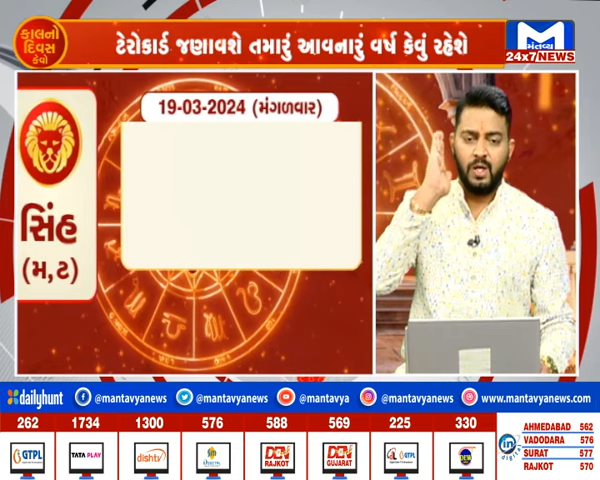 કાલનો
દિવસ
કેવો
ટેરોકાર્ડ જણાવશે તમારું આવનારું વર્ષ કેવું રહેશે
મંતવ્ય
24x7NEWS
19-03-2024 (મંગળવાર)
સિંહ
(મ,ટ)
dailyhunt @mantavyanews @mantavyanews @mantavya @mantavyanews @mantavyanews www.mantavyanews.com
262 1734 1300 576 588 569 225 330
GTPL TATA PLAY dishtv DEN RAJKOT DEN GUJARAT GTPL
in digital
AHMEDABAD 562
VADODARA 576
SURAT 577
RAJKOT 570